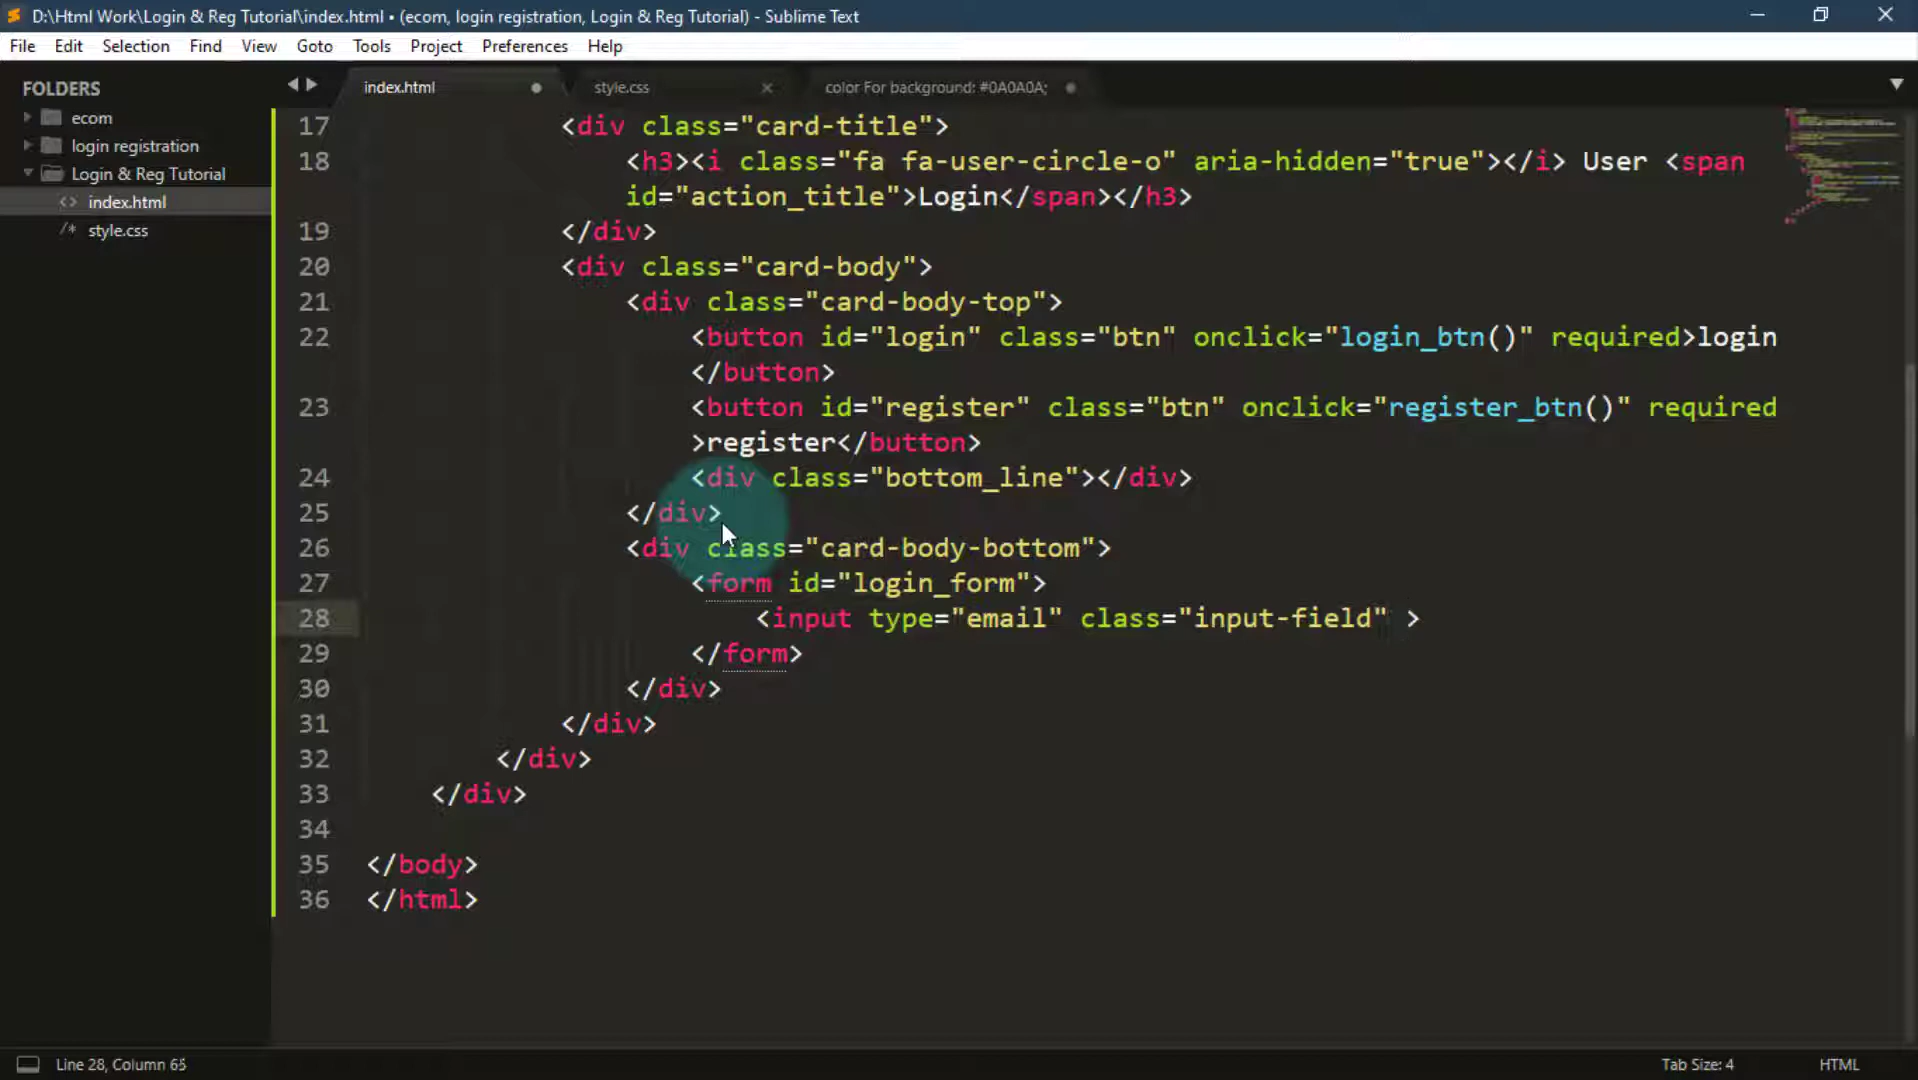 D:\Html Work\Login & Reg Tutorial\index.html • (ecom, login registration, Login & Reg Tutorial) - Sublime Text
File Edit Selection Find View Goto Tools Project Preferences Help
FOLDERS
ecom
login registration
Login & Reg Tutorial
<> index.html
/* style.css
index.html style.css color For background: #0A0A0A;
17 <div class="card-title">
18 <h3><i class="fa fa-user-circle-o" aria-hidden="true"></i> User <span
id="action_title">Login</span></h3>
19 </div>
20 <div class="card-body">
21 <div class="card-body-top">
22 <button id="login" class="btn" onclick="login_btn()" required>login
</button>
23 <button id="register" class="btn" onclick="register_btn()" required
>register</button>
24 <div class="bottom_line"></div>
25 </div>
26 <div class="card-body-bottom">
27 <form id="login_form">
28 <input type="email" class="input-field" >
29 </form>
30 </div>
31 </div>
32 </div>
33 </div>
34
35 </body>
36 </html>
Line 28, Column 65 Tab Size: 4 HTML